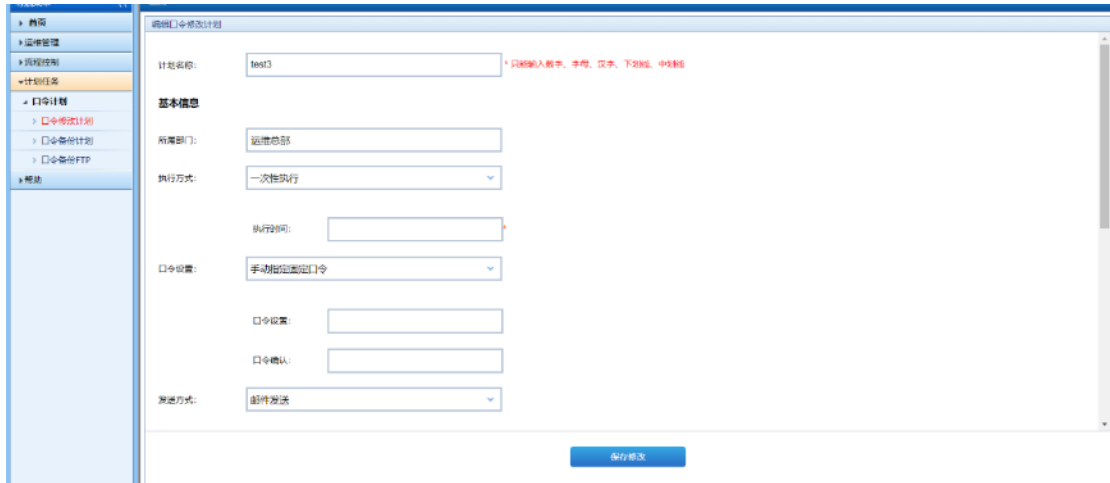 首页
运维管理
流程控制
计划任务
口令计划
口令修改计划
口令备份计划
口令备份FTP
帮助
编辑口令修改计划
计划名称: test3 * 只能输入数字、字母、汉字、下划线、中划线
基本信息
所属部门: 运维总部
执行方式: 一次性执行
执行时间: *
口令设置: 手动指定固定口令
口令设置:
口令确认:
发送方式: 邮件发送
保存修改